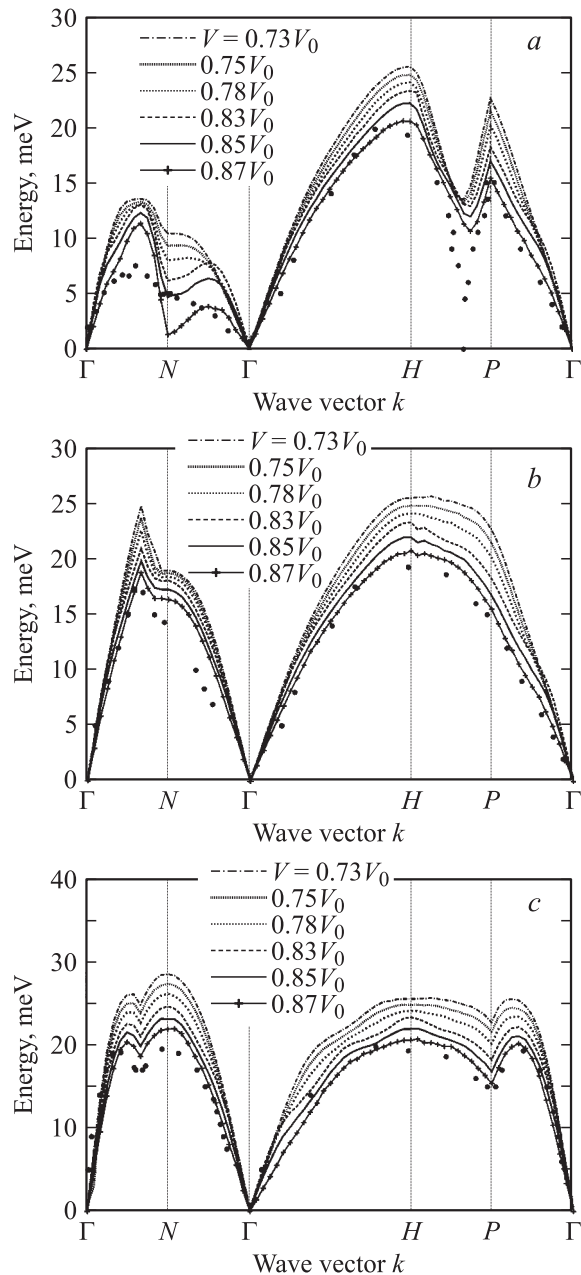 30
25
20
15
10
5
0
Energy, meV
V = 0.73V₀
0.75V₀
0.78V₀
0.83V₀
0.85V₀
0.87V₀
a
Γ N Γ H P Γ
Wave vector k
30
25
20
15
10
5
0
Energy, meV
V = 0.73V₀
0.75V₀
0.78V₀
0.83V₀
0.85V₀
0.87V₀
b
Γ N Γ H P Γ
Wave vector k
40
30
20
10
0
Energy, meV
V = 0.73V₀
0.75V₀
0.78V₀
0.83V₀
0.85V₀
0.87V₀
c
Γ N Γ H P Γ
Wave vector k